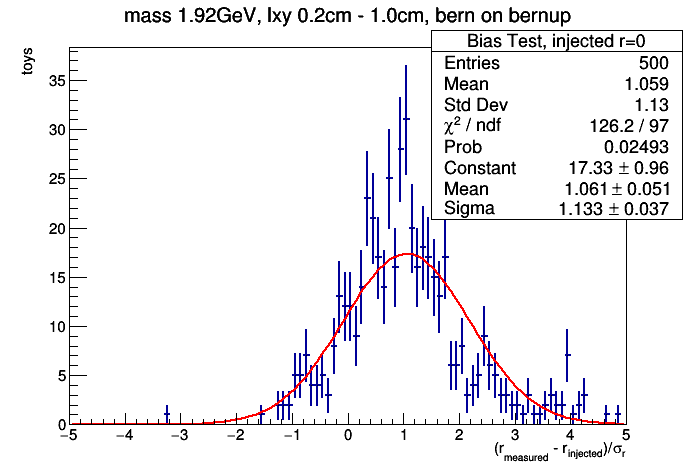 mass 1.92GeV, lxy 0.2cm - 1.0cm, bern on bernup
Bias Test, injected r=0
Entries 500
Mean 1.059
Std Dev 1.13
χ² / ndf 126.2 / 97
Prob 0.02493
Constant 17.33 ± 0.96
Mean 1.061 ± 0.051
Sigma 1.133 ± 0.037
toys
35
30
25
20
15
10
5
0
−5 −4 −3 −2 −1 0 1 2 3 4 5
(r_measured - r_injected)/σ_r